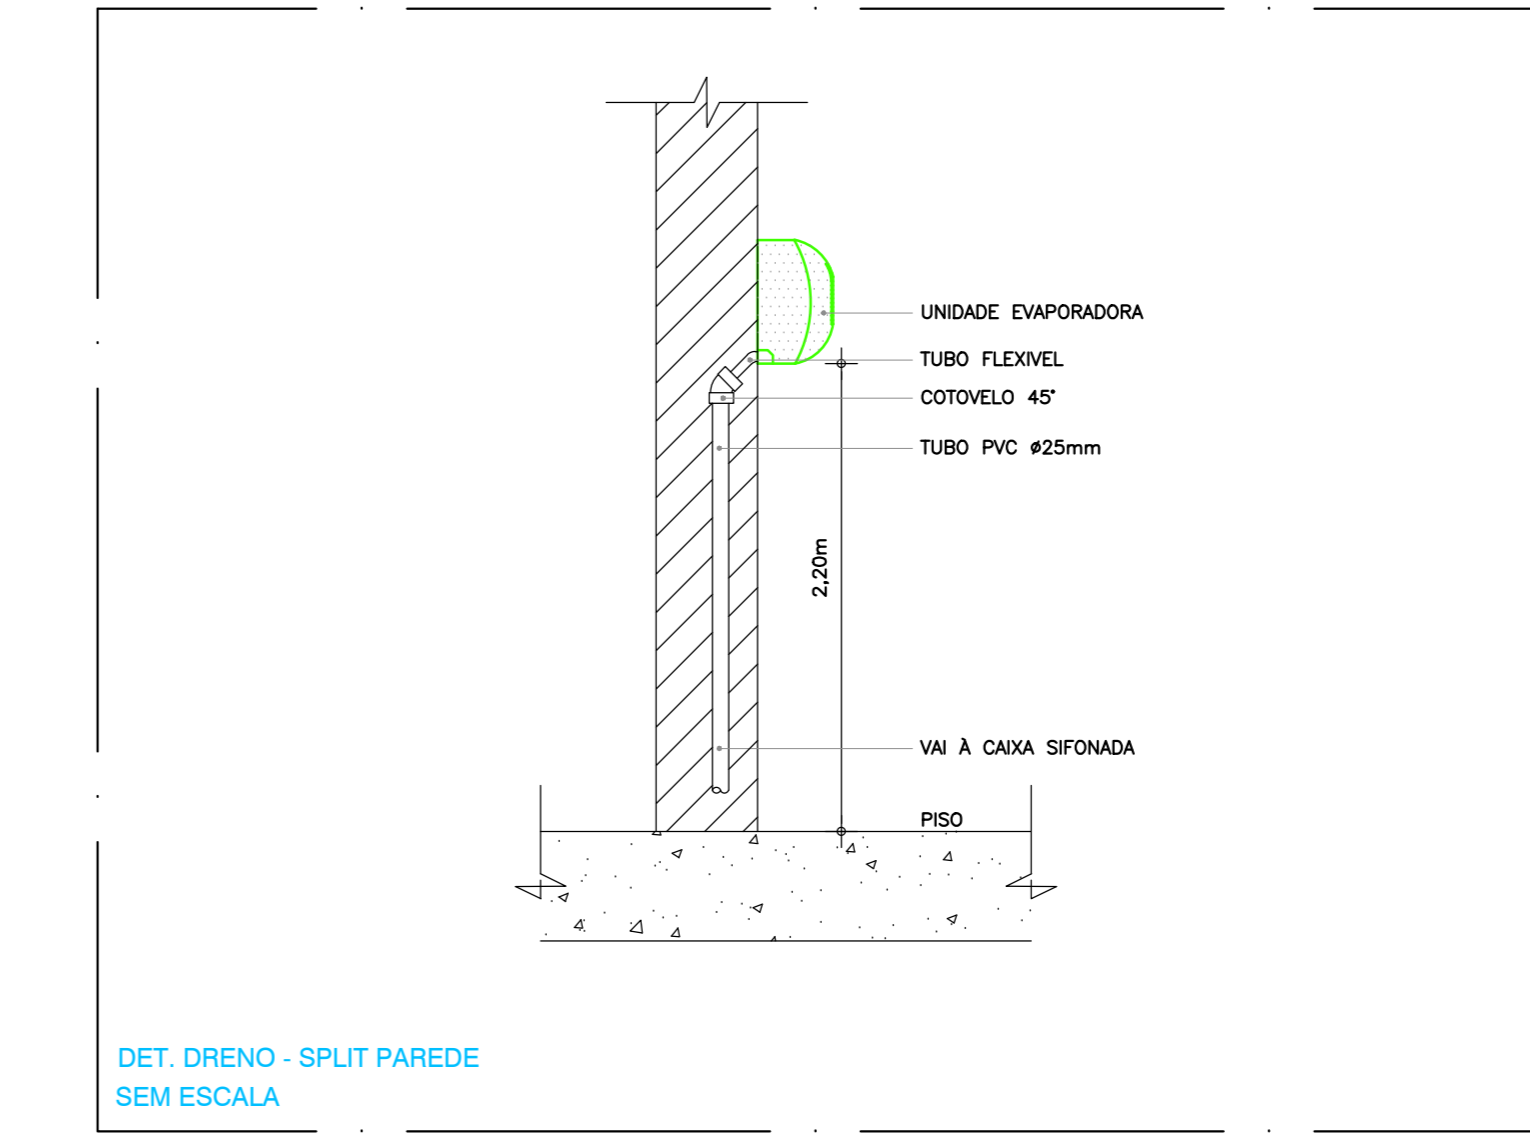 UNIDADE EVAPORADORA
TUBO FLEXIVEL
COTOVELO 45°
TUBO PVC ø25mm
2,20m
VAI À CAIXA SIFONADA
PISO
DET. DRENO - SPLIT PAREDE
SEM ESCALA